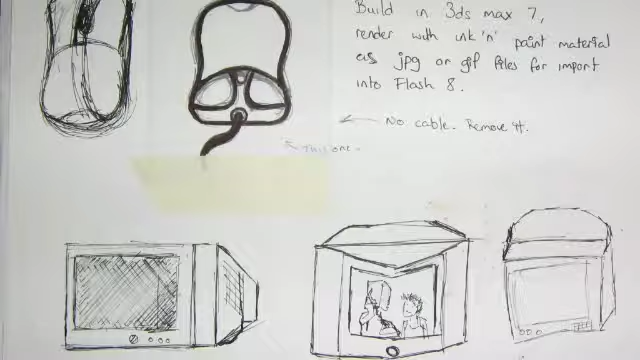 Build in 3ds max 7,
render with ink 'n' paint material
as jpg or gif files for import
into Flash 8.
No cable. Remove it.
This one.